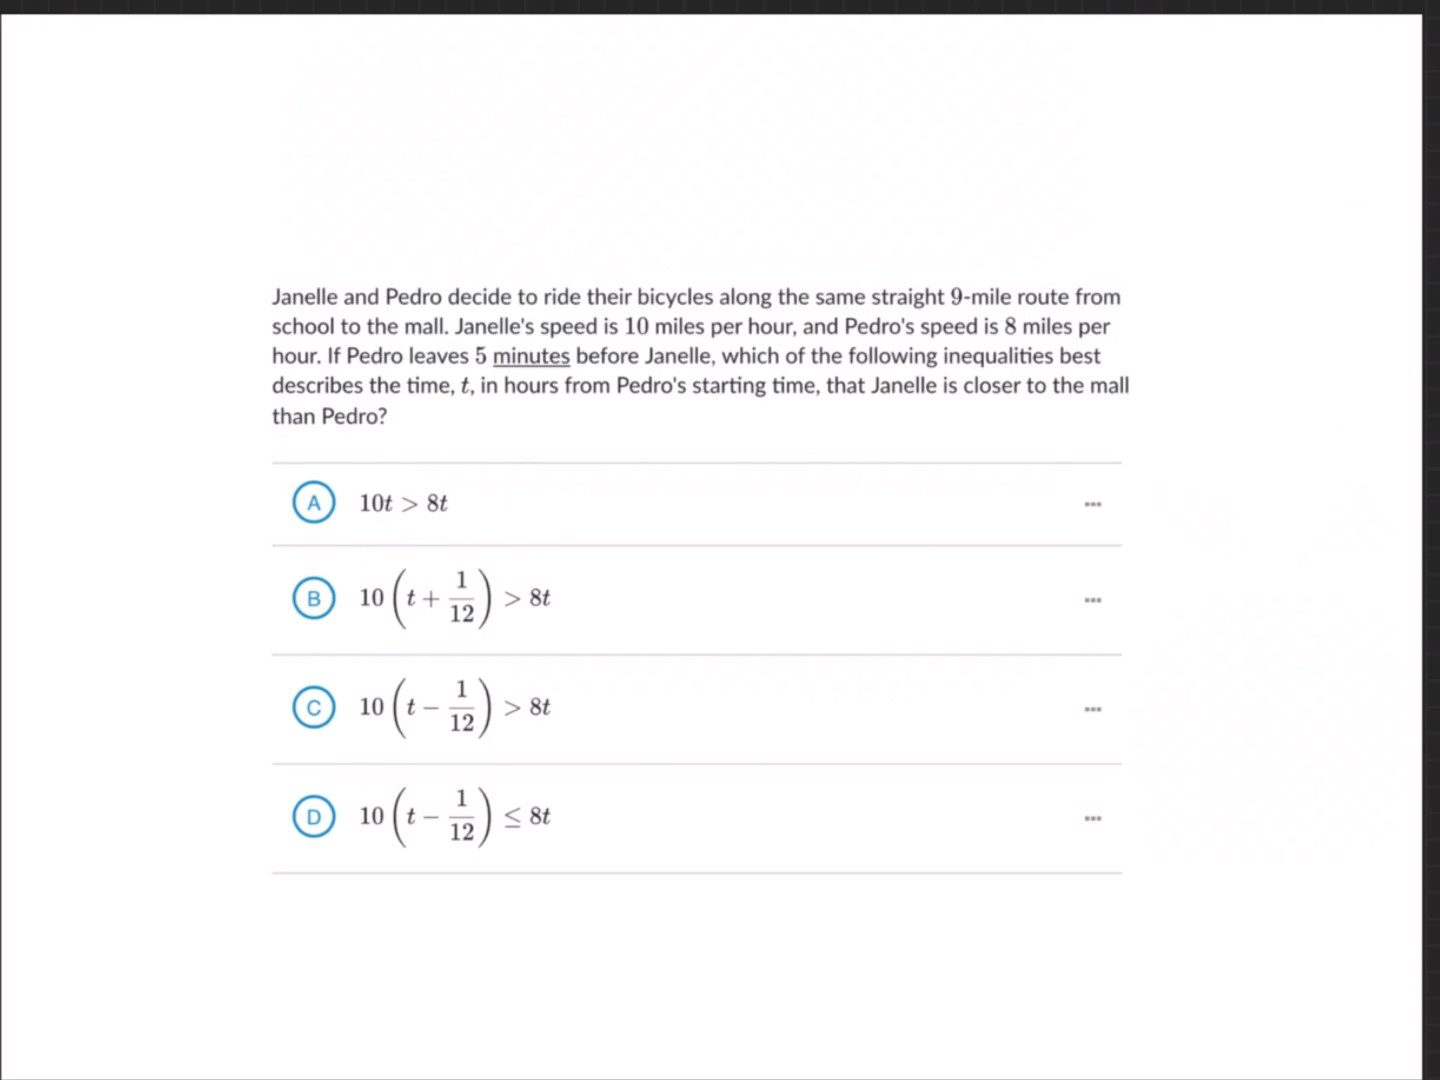 Janelle and Pedro decide to ride their bicycles along the same straight 9-mile route from
school to the mall. Janelle's speed is 10 miles per hour, and Pedro's speed is 8 miles per
hour. If Pedro leaves 5 minutes before Janelle, which of the following inequalities best
describes the time, t, in hours from Pedro's starting time, that Janelle is closer to the mall
than Pedro?
A 10t > 8t
B 10(t + 1/12) > 8t
C 10(t − 1/12) > 8t
D 10(t − 1/12) ≤ 8t